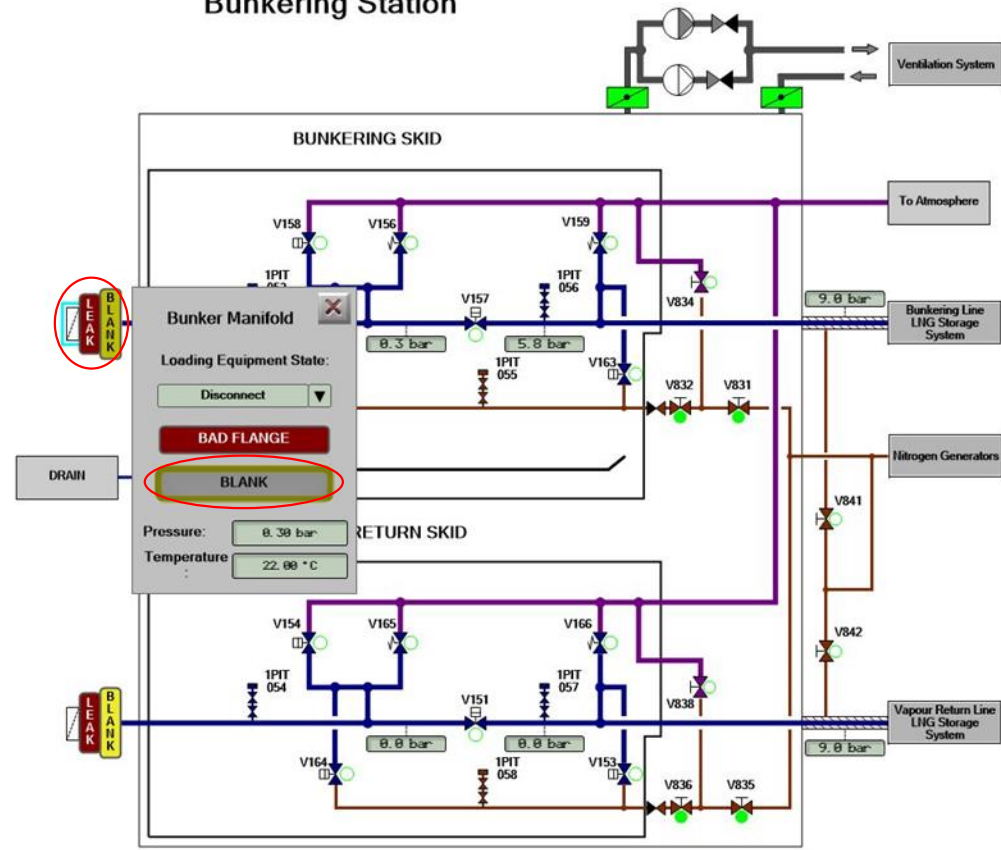 Bunkering Station
Ventilation System
BUNKERING SKID
To Atmosphere
V158
V156
V159
1PIT
1PIT
056
V834
V157
LEAK
BLANK
9.0 bar
Bunkering Line
LNG Storage
System
0.3 bar
5.8 bar
Bunker Manifold
Loading Equipment State:
Disconnect
BAD FLANGE
BLANK
Pressure:
0.30 bar
Temperature
:
22.00 °C
1PIT
055
V163
V832
V831
DRAIN
Nitrogen Generators
V841
RETURN SKID
V842
V154
V165
V166
1PIT
054
1PIT
057
V838
V151
LEAK
BLANK
Vapour Return Line
LNG Storage
System
0.0 bar
0.0 bar
9.0 bar
V164
1PIT
058
V153
V836
V835